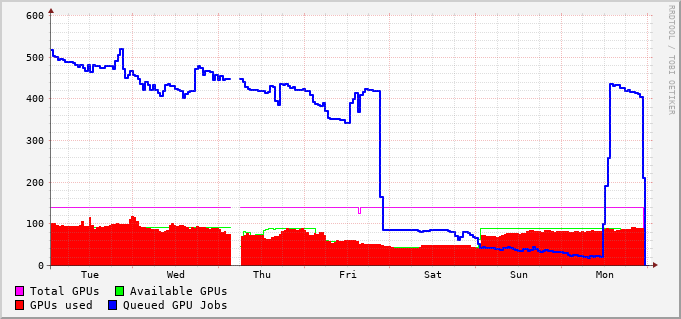 600
500
400
300
200
100
0
Tue Wed Thu Fri Sat Sun Mon
Total GPUs Available GPUs
GPUs used Queued GPU Jobs
RRDTOOL / TOBI OETIKER